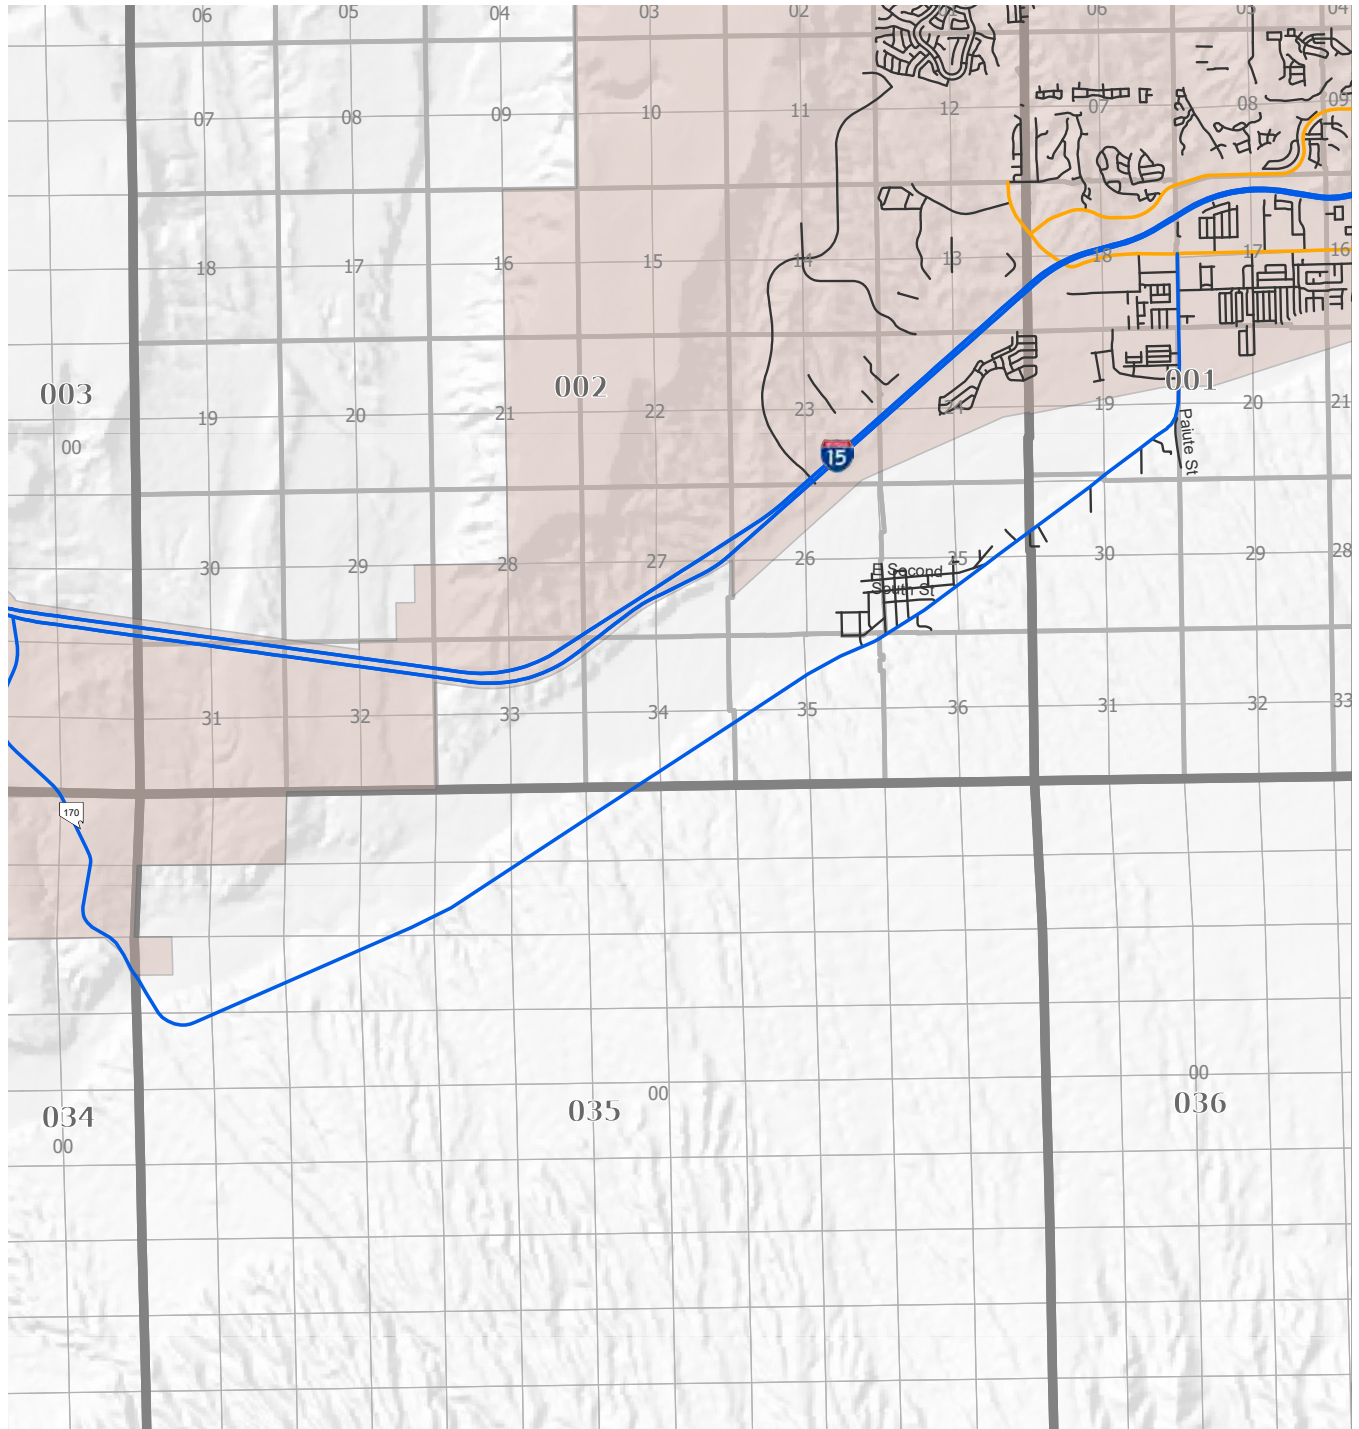 06 05 04 03 02 01 06 05 04
07 08 09 10 11 12 07 08 09
18 17 16 15 14 13 18 17 16
003 002 001
19 20 21 22 23 24 19 20 21
00
Paiute St
15
30 29 28 27 26 25 30 29 28
E Second
South St
31 32 33 34 35 36 31 32 33
170
00
00
034 035 036
00